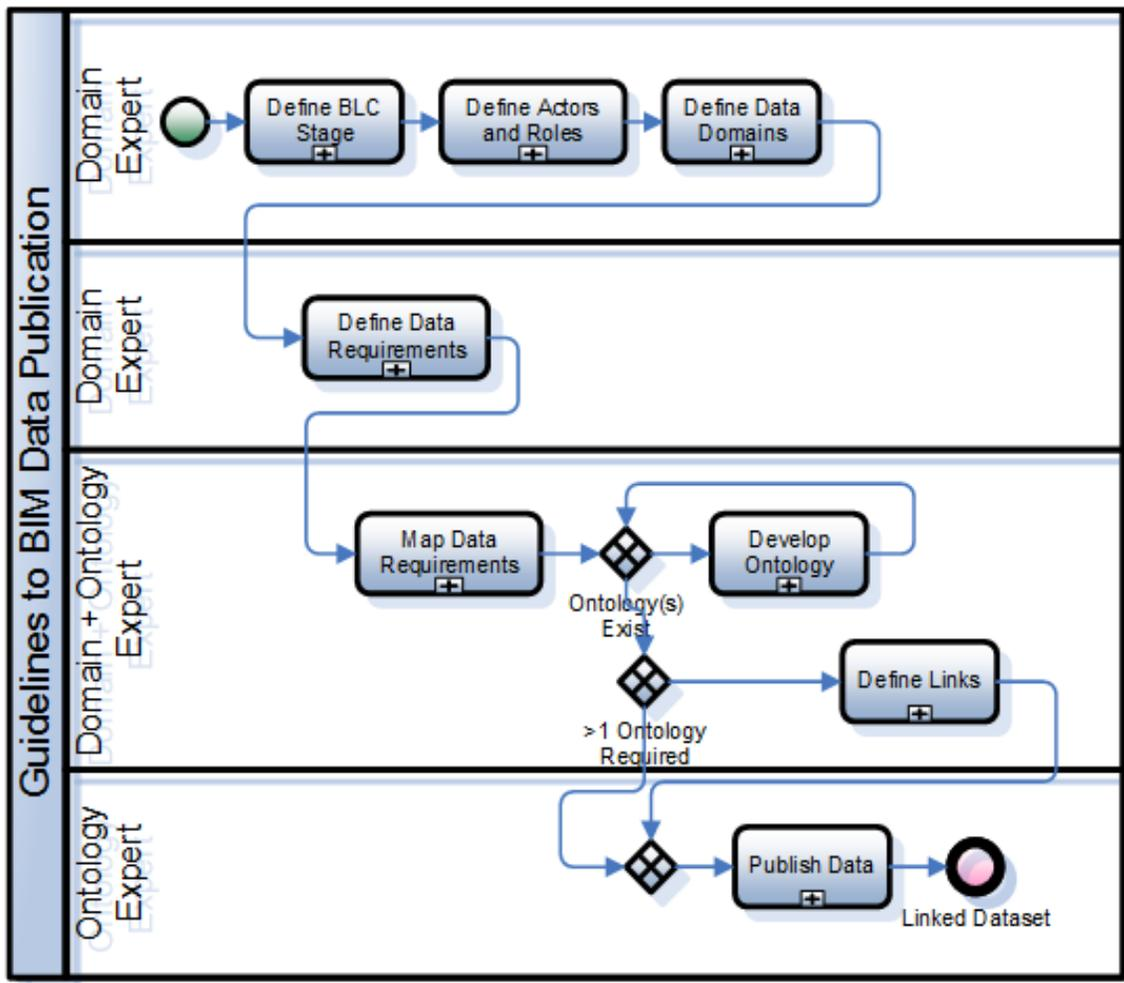 Guidelines to BIM Data Publication
Domain
Expert
Define BLC
Stage
Define Actors
and Roles
Define Data
Domains
Domain
Expert
Define Data
Requirements
Domain + Ontology
Expert
Map Data
Requirements
Ontology(s)
Exist
Develop
Ontology
>1 Ontology
Required
Define Links
Ontology
Expert
Publish Data
Linked Dataset